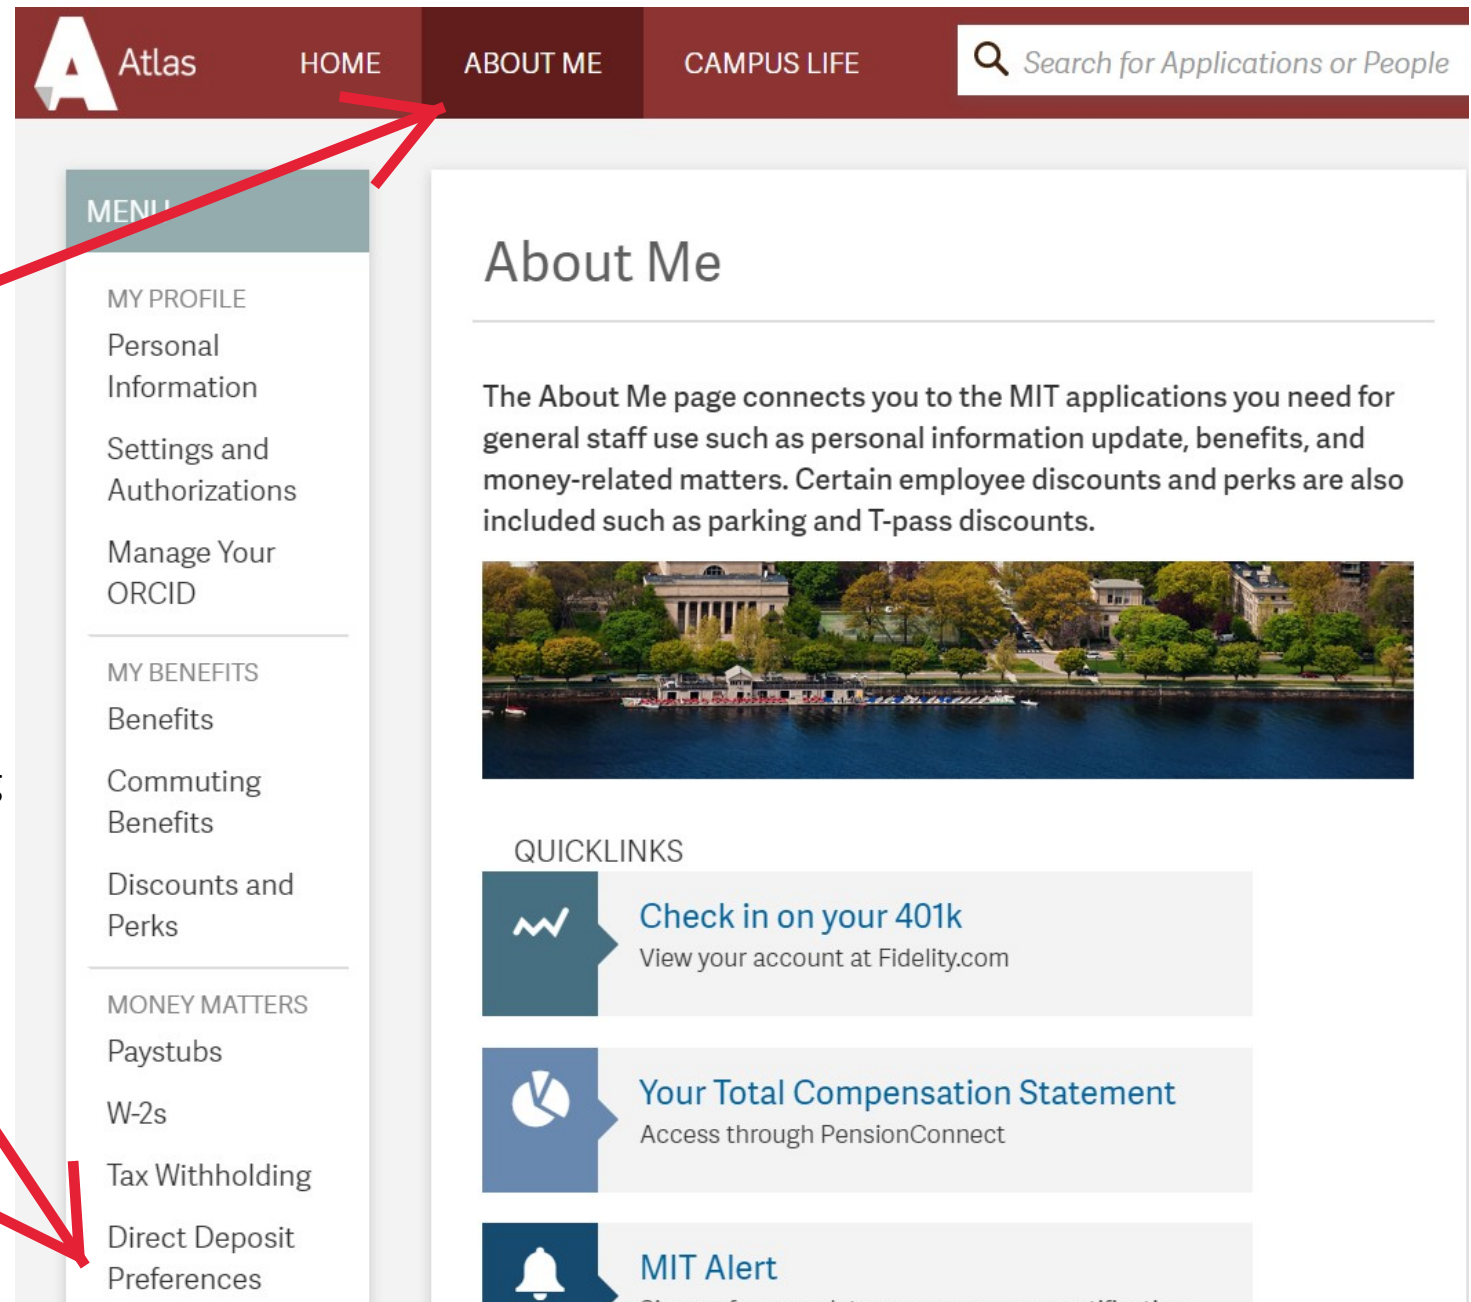 Atlas
HOME
ABOUT ME
CAMPUS LIFE
Search for Applications or People
MENU
MY PROFILE
Personal
Information
Settings and
Authorizations
Manage Your
ORCID
MY BENEFITS
Benefits
Commuting
Benefits
Discounts and
Perks
MONEY MATTERS
Paystubs
W-2s
Tax Withholding
Direct Deposit
Preferences
About Me
The About Me page connects you to the MIT applications you need for
general staff use such as personal information update, benefits, and
money-related matters. Certain employee discounts and perks are also
included such as parking and T-pass discounts.
QUICKLINKS
Check in on your 401k
View your account at Fidelity.com
Your Total Compensation Statement
Access through PensionConnect
MIT Alert